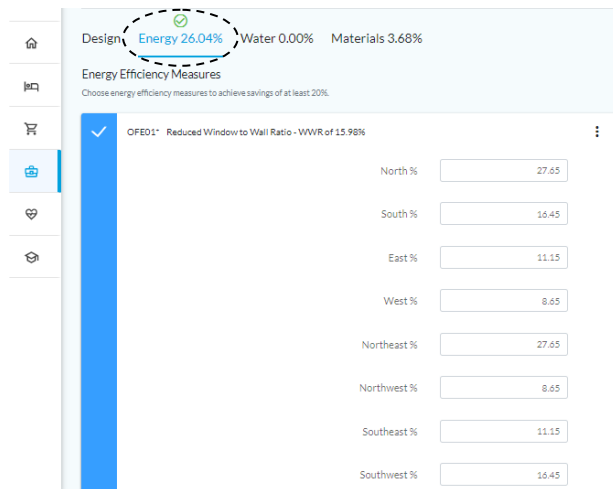 Design Energy 26.04% Water 0.00% Materials 3.68%
Energy Efficiency Measures
Choose energy efficiency measures to achieve savings of at least 20%.
OFE01* Reduced Window to Wall Ratio - WWR of 15.98%
North % 27.65
South % 16.45
East % 11.15
West % 8.65
Northeast % 27.65
Northwest % 8.65
Southeast % 11.15
Southwest % 16.45